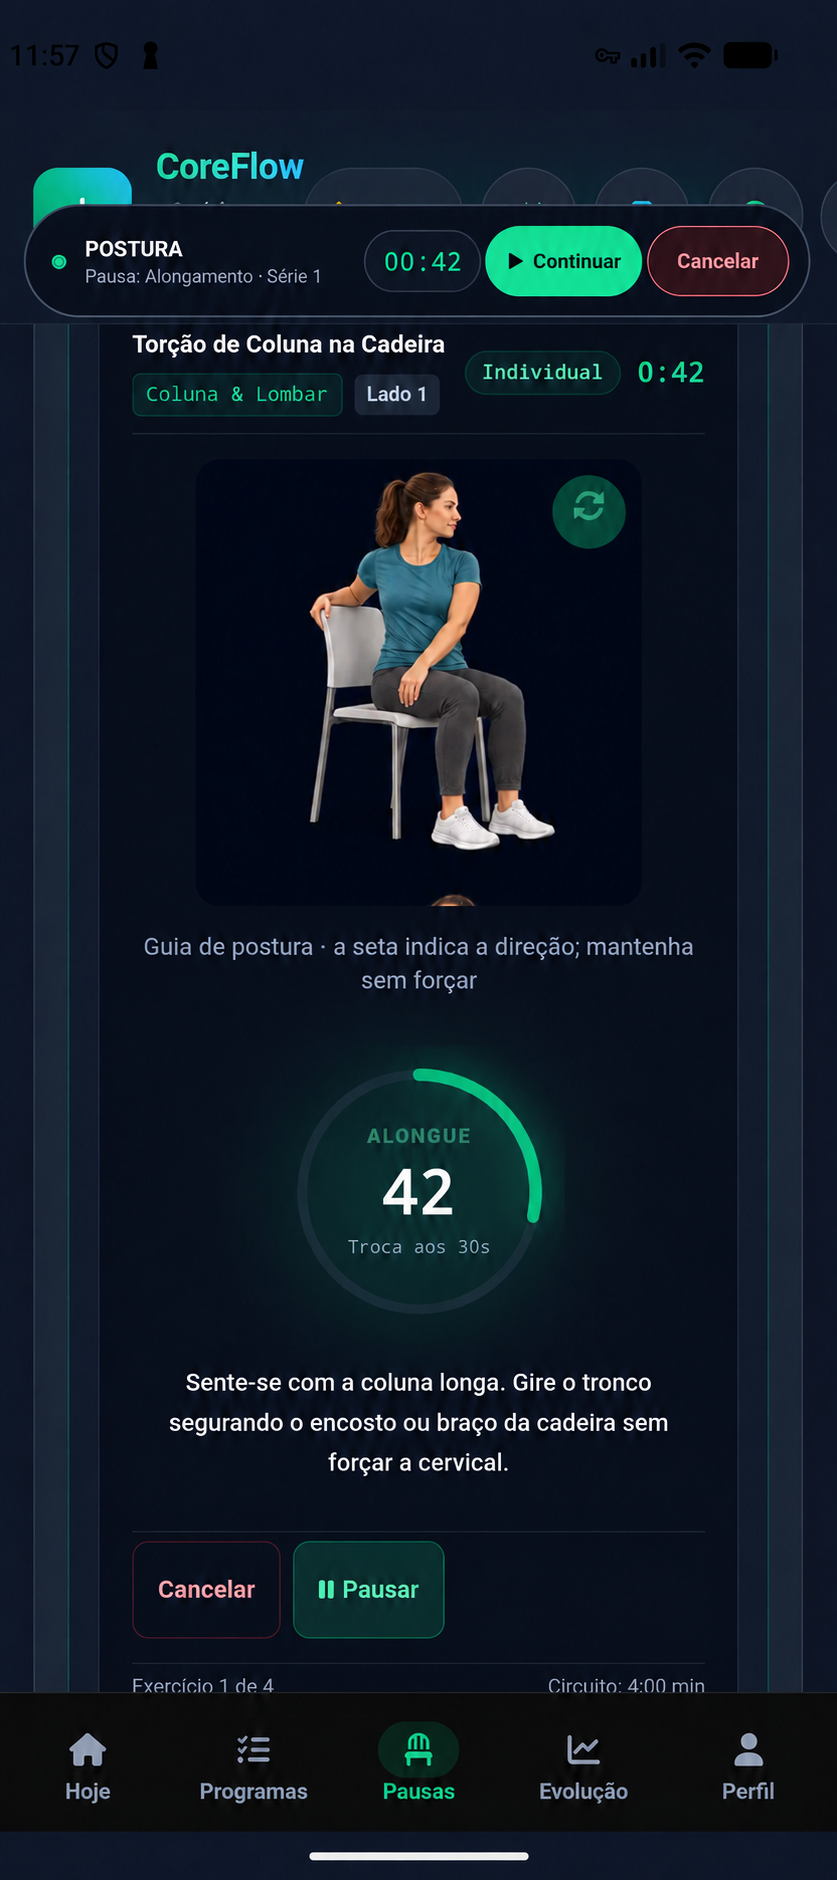 11:57
CoreFlow
POSTURA
Pausa: Alongamento · Série 1
00:42
Continuar
Cancelar
Torção de Coluna na Cadeira
Coluna & Lombar
Lado 1
Individual
0:42
Guia de postura · a seta indica a direção; mantenha
sem forçar
ALONGUE
42
Troca aos 30s
Sente-se com a coluna longa. Gire o tronco
segurando o encosto ou braço da cadeira sem
forçar a cervical.
Cancelar
Pausar
Exercício 1 de 4
Circuito: 4:00 min
Hoje
Programas
Pausas
Evolução
Perfil